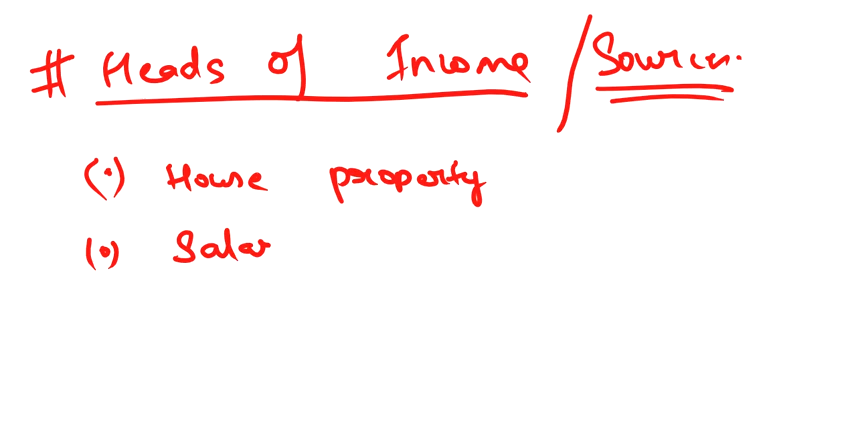 # Heads of Income / Sources.
(•) House property
(•) Salar